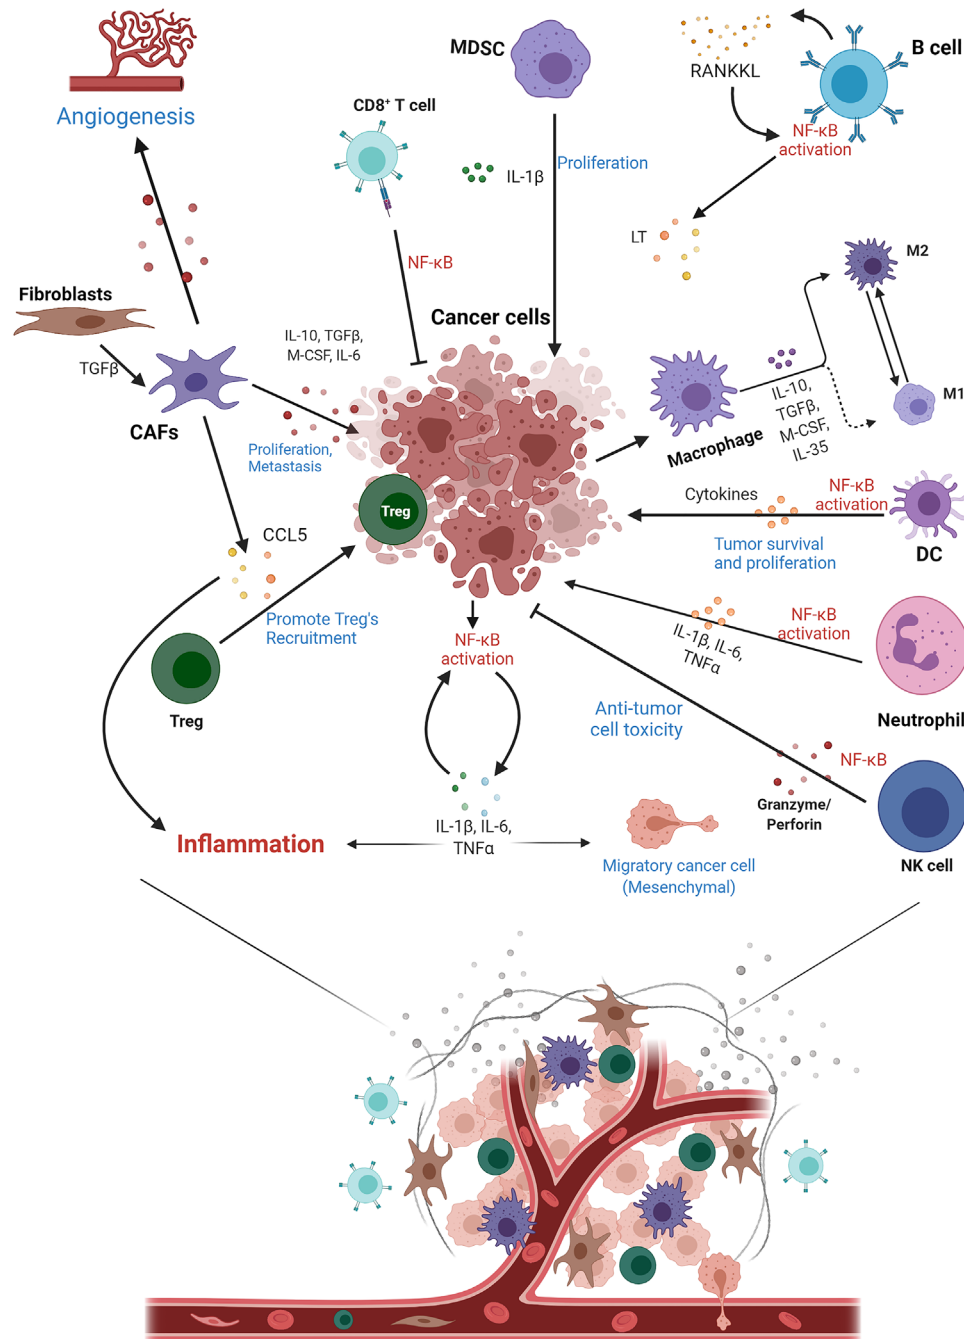 MDSC
B cell
RANKKL
Angiogenesis
CD8⁺ T cell
NF-κB
activation
Proliferation
IL-1β
LT
M2
NF-κB
Fibroblasts
Cancer cells
IL-10, TGFβ,
M-CSF, IL-6
TGFβ
M1
IL-10,
TGFβ,
M-CSF,
IL-35
CAFs
Proliferation,
Metastasis
Macrophage
Cytokines
NF-κB
activation
Treg
DC
CCL5
Tumor survival
and proliferation
Promote Treg's
Recruitment
NF-κB
activation
IL-1β, IL-6,
TNFα
NF-κB
activation
Treg
Neutrophil
Anti-tumor
cell toxicity
NF-κB
Granzyme/
Perforin
IL-1β, IL-6,
TNFα
Inflammation
Migratory cancer cell
(Mesenchymal)
NK cell